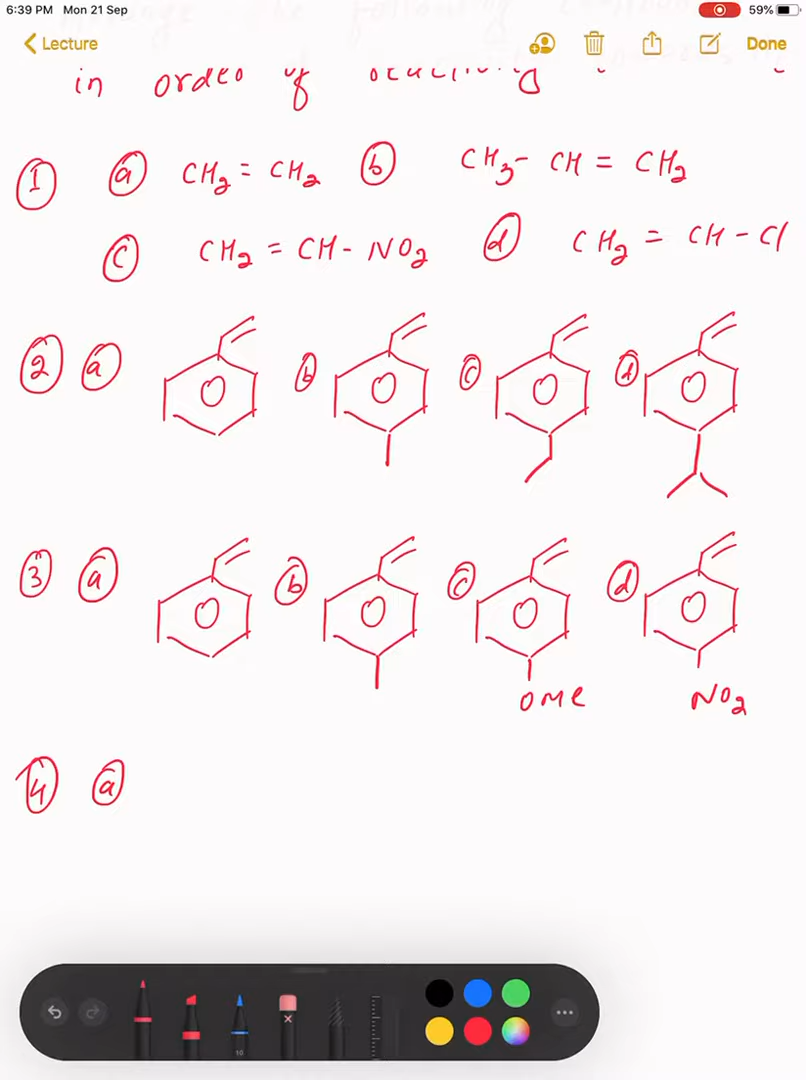 6:39 PM Mon 21 Sep 59%
Lecture Done
in order of
1 a CH2 = CH2 b CH3- CH = CH2
c CH2 = CH - NO2 d CH2 = CH - Cl
2 a b c d
3 a b c d
OMe NO2
4 a
10